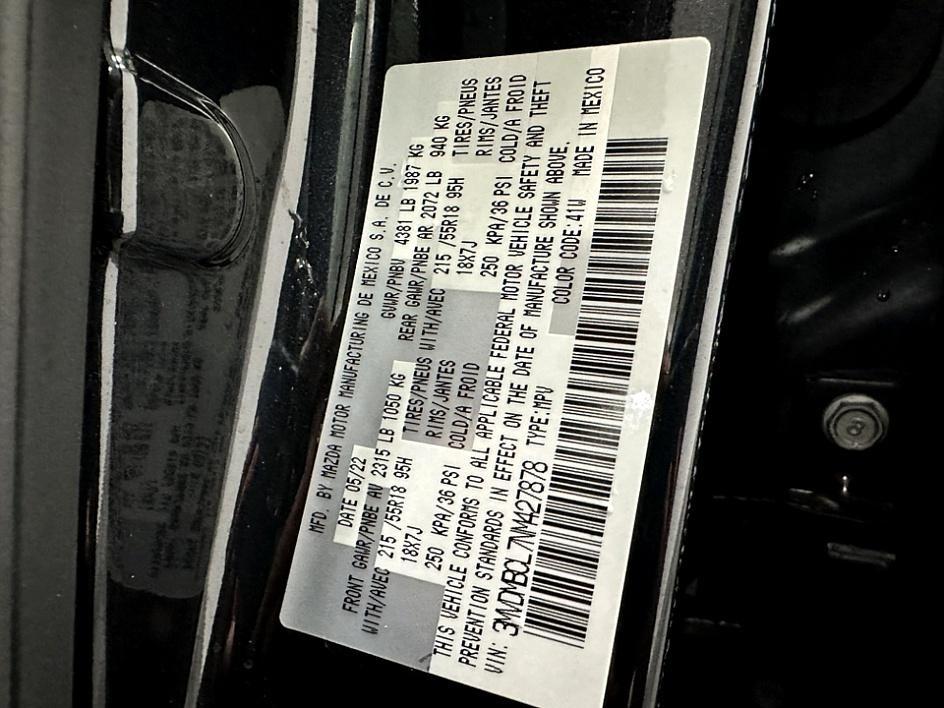 MFD. BY MAZDA MOTOR MANUFACTURING DE MEXICO S.A. DE C.V.
DATE 05/22 GVWR/PNBV 4381 LB 1987 KG
FRONT GAWR/PNBE AV 2315 LB 1050 KG REAR GAWR/PNBE AR 2072 LB 940 KG
WITH/AVEC 215 /55R18 95H TIRES/PNEUS WITH/AVEC 215 /55R18 95H TIRES/PNEUS
18X7J RIMS/JANTES 18X7J RIMS/JANTES
250 KPA/36 PSI COLD/A FROID 250 KPA/36 PSI COLD/A FROID
THIS VEHICLE CONFORMS TO ALL APPLICABLE FEDERAL MOTOR VEHICLE SAFETY AND THEFT
PREVENTION STANDARDS IN EFFECT ON THE DATE OF MANUFACTURE SHOWN ABOVE.
VIN: 3MVDMBCL7NM427878 TYPE:MPV COLOR CODE:41W MADE IN MEXICO